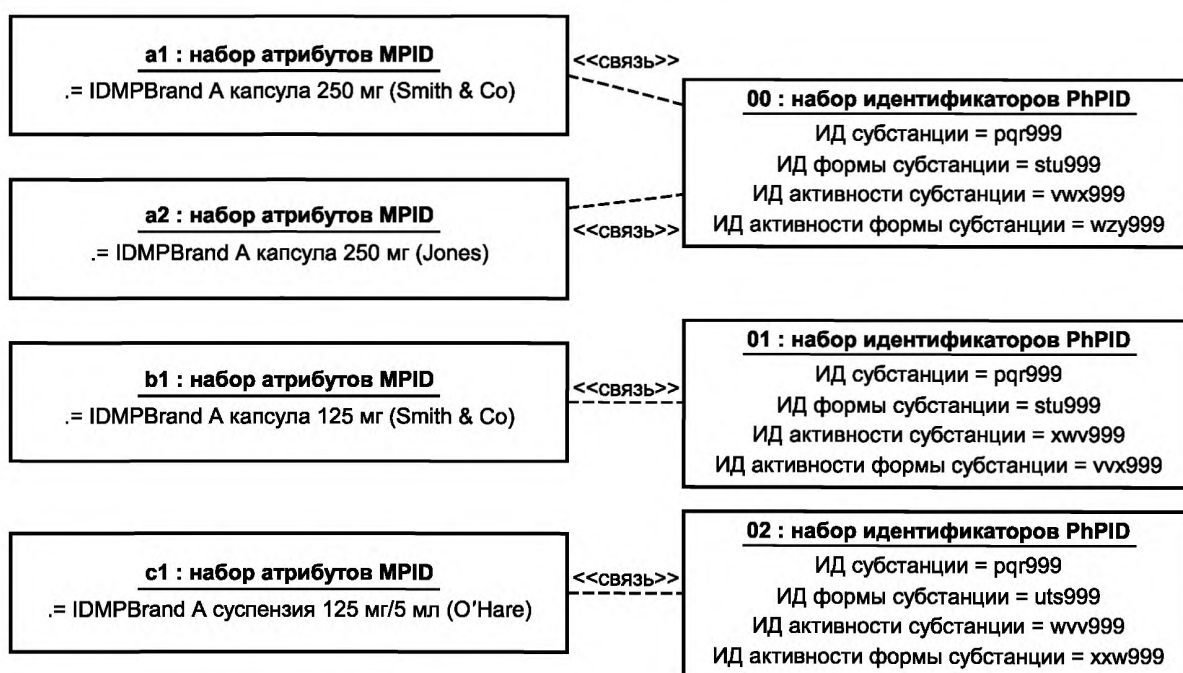 a1 : набор атрибутов MPID
.= IDMPBrand A капсула 250 мг (Smith & Co)
<<связь>>
00 : набор идентификаторов PhPID
ИД субстанции = pqr999
ИД формы субстанции = stu999
ИД активности субстанции = vwx999
ИД активности формы субстанции = wzy999
a2 : набор атрибутов MPID
.= IDMPBrand A капсула 250 мг (Jones)
<<связь>>
b1 : набор атрибутов MPID
.= IDMPBrand A капсула 125 мг (Smith & Co)
<<связь>>
01 : набор идентификаторов PhPID
ИД субстанции = pqr999
ИД формы субстанции = stu999
ИД активности субстанции = xwv999
ИД активности формы субстанции = vvx999
c1 : набор атрибутов MPID
.= IDMPBrand A суспензия 125 мг/5 мл (O'Hare)
<<связь>>
02 : набор идентификаторов PhPID
ИД субстанции = pqr999
ИД формы субстанции = uts999
ИД активности субстанции = wvv999
ИД активности формы субстанции = xxw999